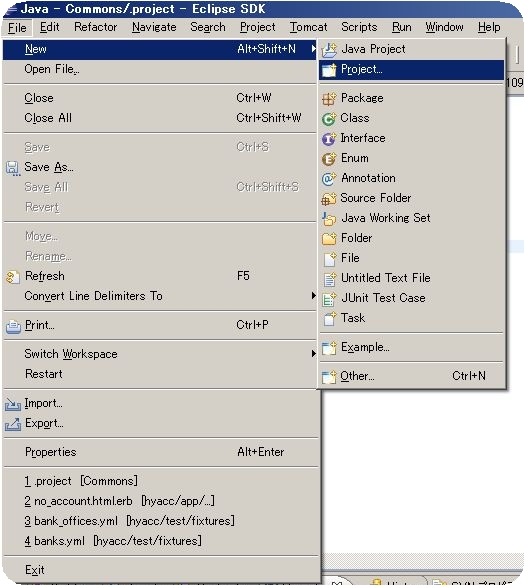 Java - Commons/.project - Eclipse SDK
File Edit Refactor Navigate Search Project Tomcat Scripts Run Window Help
New Alt+Shift+N
Open File...
Close Ctrl+W
Close All Ctrl+Shift+W
Save Ctrl+S
Save As...
Save All Ctrl+Shift+S
Revert
Move...
Rename...
Refresh F5
Convert Line Delimiters To
Print... Ctrl+P
Switch Workspace
Restart
Import...
Export...
Properties Alt+Enter
1 .project [Commons]
2 no_account.html.erb [hyacc/app/...]
3 bank_offices.yml [hyacc/test/fixtures]
4 banks.yml [hyacc/test/fixtures]
Exit
Java Project
Project...
Package
Class
Interface
Enum
Annotation
Source Folder
Java Working Set
Folder
File
Untitled Text File
JUnit Test Case
Task
Example...
Other... Ctrl+N
109